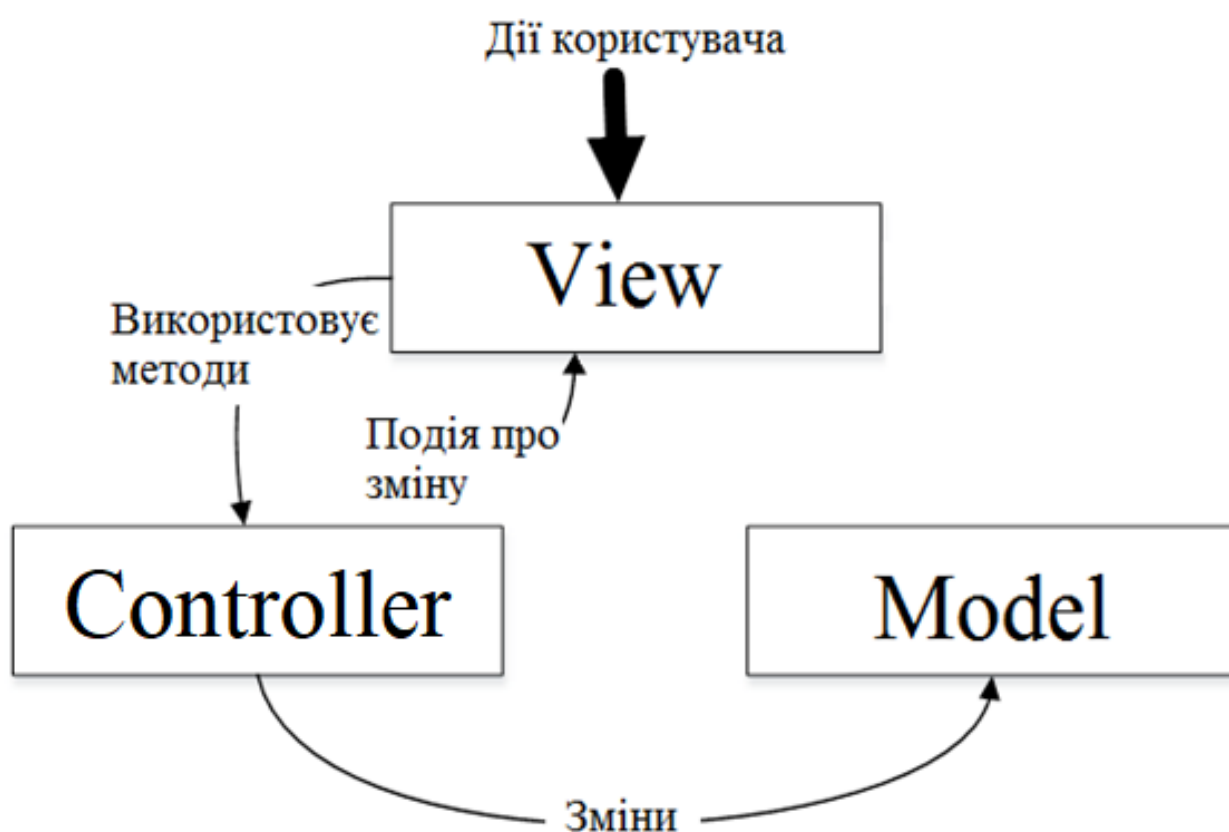 Дії користувача
View
Використовує
методи
Подія про
зміну
Controller
Model
Зміни